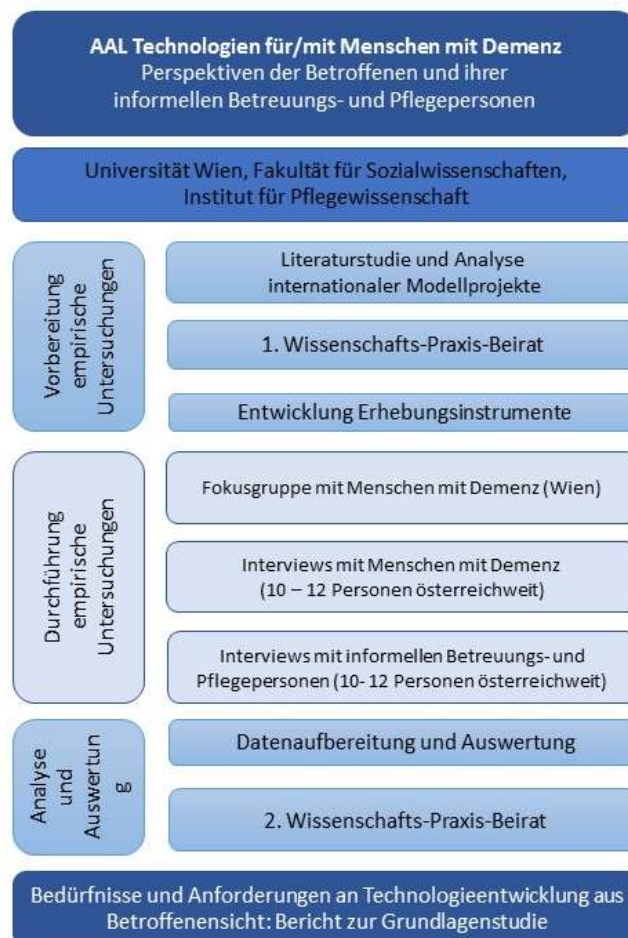 AAL Technologien für/mit Menschen mit Demenz
Perspektiven der Betroffenen und ihrer
informellen Betreuungs- und Pflegepersonen
Universität Wien, Fakultät für Sozialwissenschaften,
Institut für Pflegewissenschaft
Vorbereitung
empirische
Untersuchungen
Literaturstudie und Analyse
internationaler Modellprojekte
1. Wissenschafts-Praxis-Beirat
Entwicklung Erhebungsinstrumente
Durchführung
empirische
Untersuchungen
Fokusgruppe mit Menschen mit Demenz (Wien)
Interviews mit Menschen mit Demenz
(10 – 12 Personen österreichweit)
Interviews mit informellen Betreuungs- und
Pflegepersonen (10- 12 Personen österreichweit)
Analyse
und
Auswertun
g
Datenaufbereitung und Auswertung
2. Wissenschafts-Praxis-Beirat
Bedürfnisse und Anforderungen an Technologieentwicklung aus
Betroffenensicht: Bericht zur Grundlagenstudie